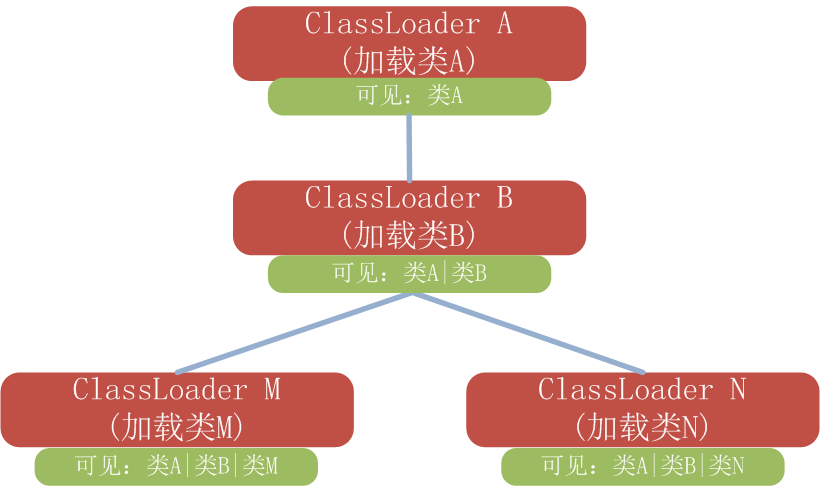 ClassLoader A
(加载类A)
可见：类A
ClassLoader B
(加载类B)
可见：类A|类B
ClassLoader M
(加载类M)
可见：类A|类B|类M
ClassLoader N
(加载类N)
可见：类A|类B|类N